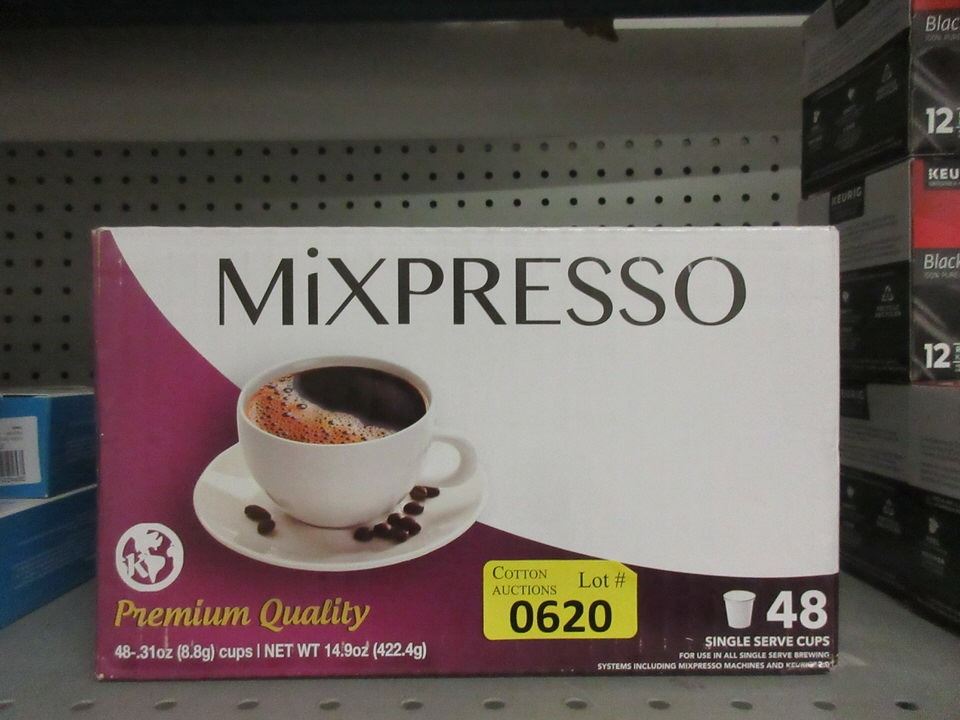 MiXPRESSO
K
Premium Quality
48-.31oz (8.8g) cups | NET WT 14.9oz (422.4g)
COTTON
AUCTIONS
Lot #
0620
48
SINGLE SERVE CUPS
FOR USE IN ALL SINGLE SERVE BREWING
SYSTEMS INCLUDING MIXPRESSO MACHINES AND KEURIG 2.0
12
KEURIG
KEU
Black
12